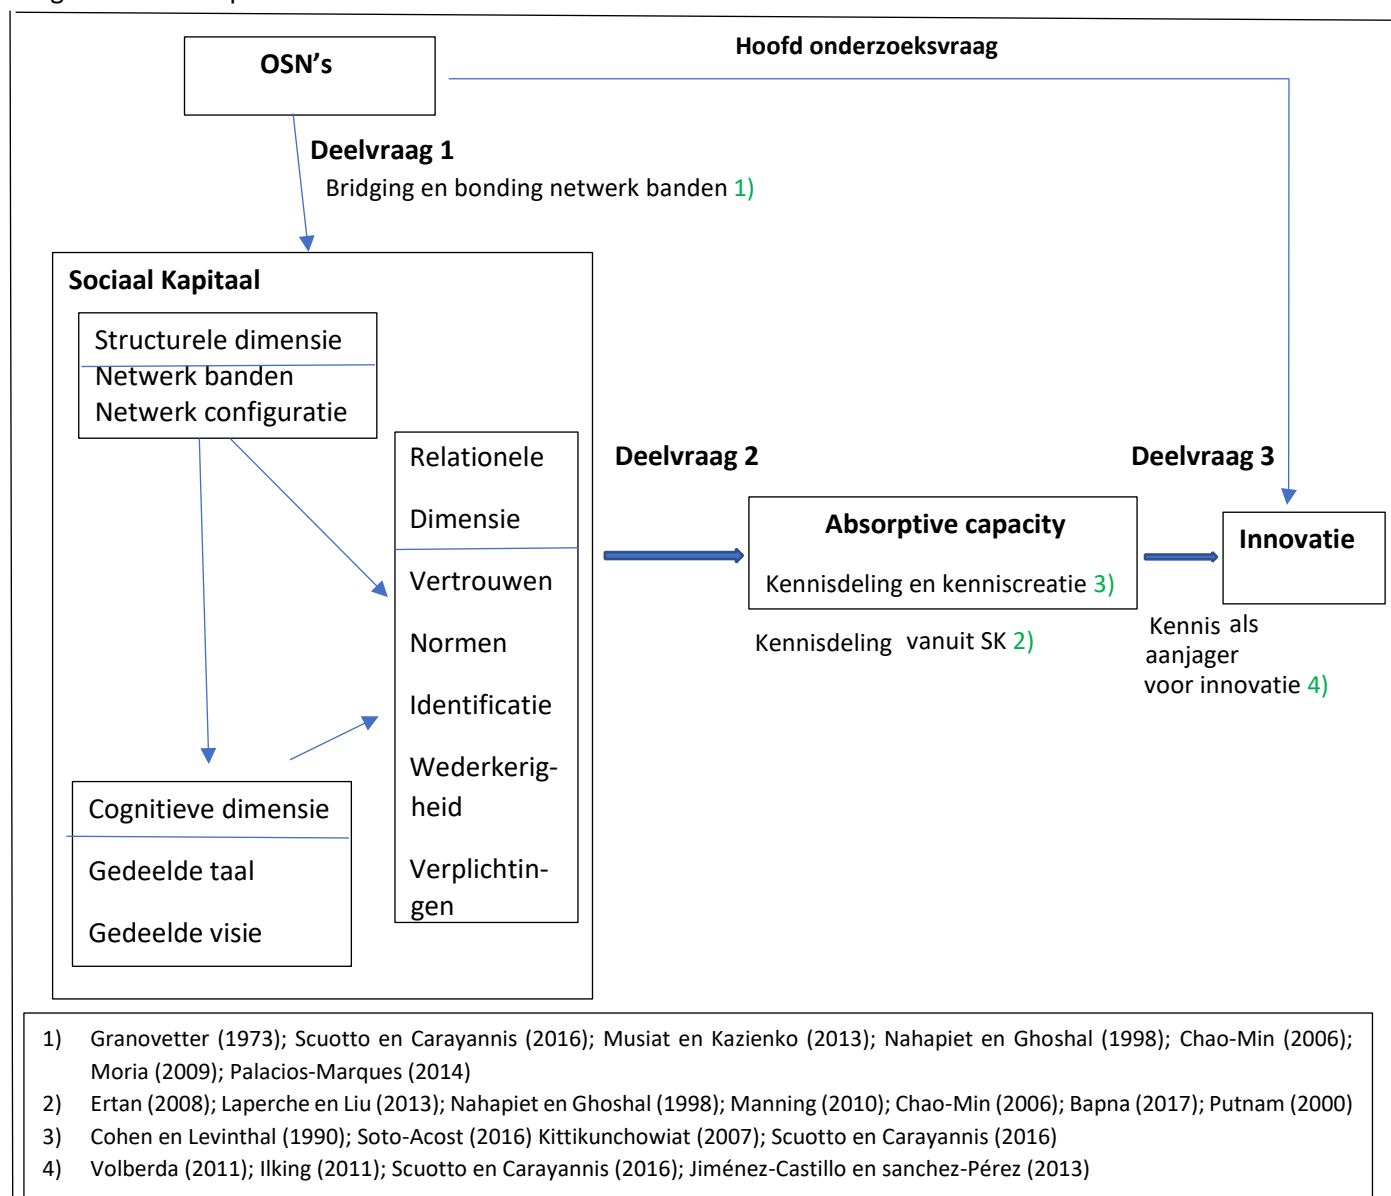 Hoofd onderzoeksvraag
OSN's
Deelvraag 1
Bridging en bonding netwerk banden 1)
Sociaal Kapitaal
Structurele dimensie
Netwerk banden
Netwerk configuratie
Relationele
Dimensie
Vertrouwen
Normen
Identificatie
Wederkerig-
heid
Verplichtin-
gen
Cognitieve dimensie
Gedeelde taal
Gedeelde visie
Deelvraag 2
Absorptive capacity
Kennisdeling en kenniscreatie 3)
Kennisdeling vanuit SK 2)
Deelvraag 3
Innovatie
Kennis als
aanjager
voor innovatie 4)
1) Granovetter (1973); Scuotto en Carayannis (2016); Musiat en Kazienko (2013); Nahapiet en Ghoshal (1998); Chao-Min (2006);
Moria (2009); Palacios-Marques (2014)
2) Ertan (2008); Laperche en Liu (2013); Nahapiet en Ghoshal (1998); Manning (2010); Chao-Min (2006); Bapna (2017); Putnam (2000)
3) Cohen en Levinthal (1990); Soto-Acost (2016) Kittikunchowiat (2007); Scuotto en Carayannis (2016)
4) Volberda (2011); Ilking (2011); Scuotto en Carayannis (2016); Jiménez-Castillo en sanchez-Pérez (2013)